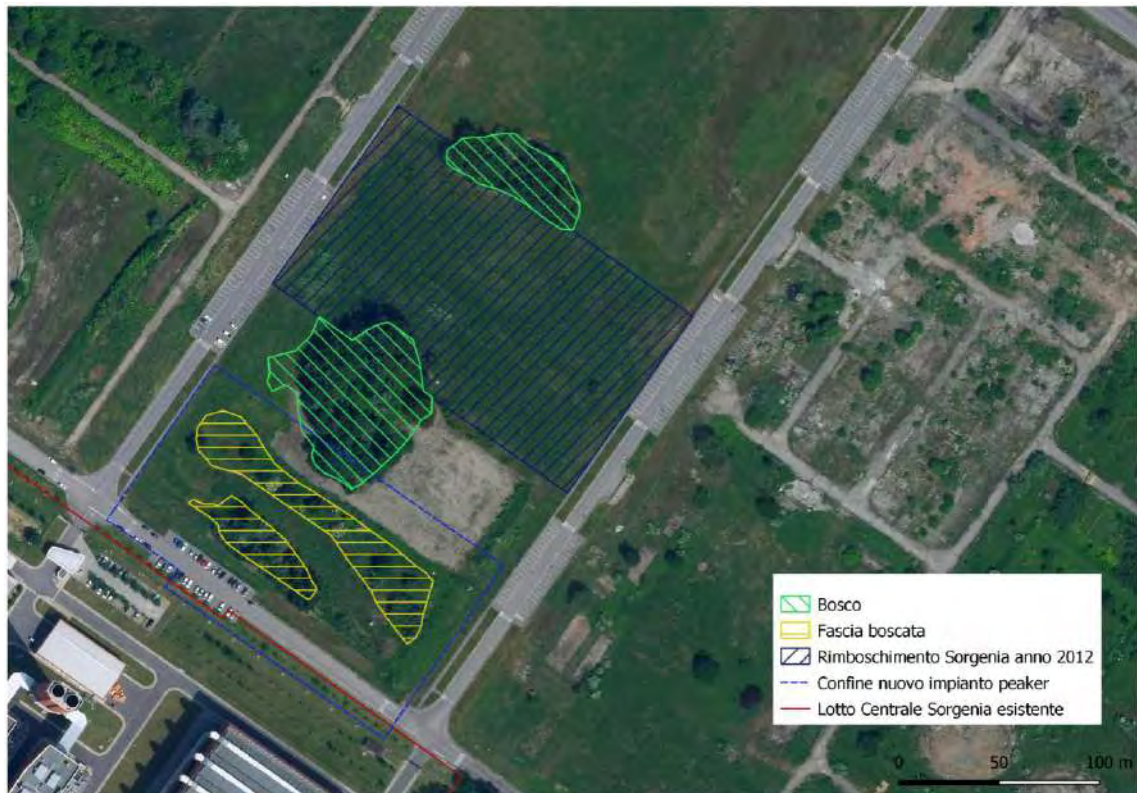 Bosco
Fascia boscata
Rimboschimento Sorgenia anno 2012
Confine nuovo impianto peaker
Lotto Centrale Sorgenia esistente
0 50 100 m